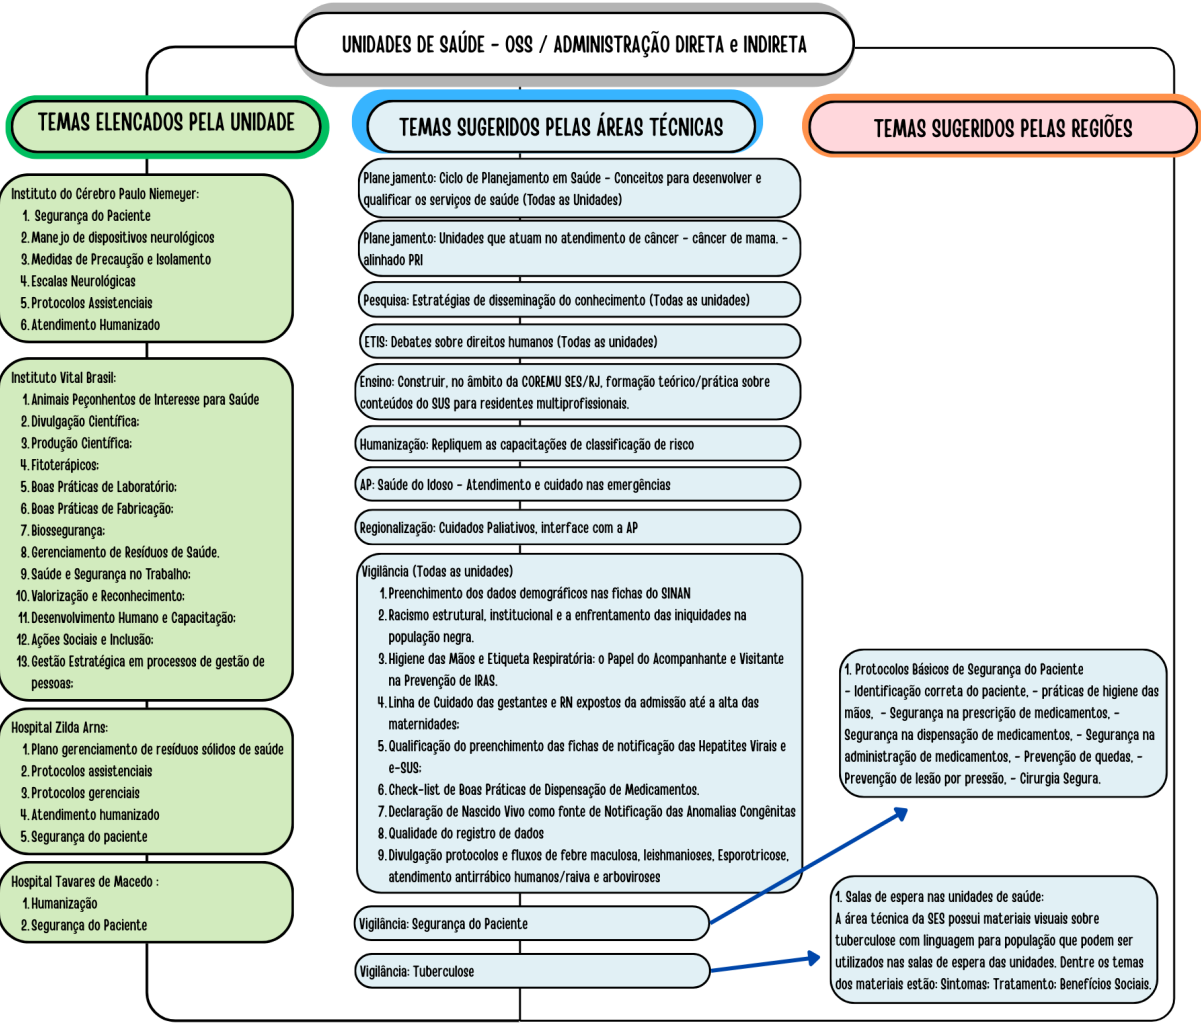 UNIDADES DE SAÚDE - OSS / ADMINISTRAÇÃO DIRETA e INDIRETA
TEMAS ELENCADOS PELA UNIDADE
Instituto do Cérebro Paulo Niemeyer:
1. Segurança do Paciente
2. Manejo de dispositivos neurológicos
3. Medidas de Precaução e Isolamento
4. Escalas Neurológicas
5. Protocolos Assistenciais
6. Atendimento Humanizado
Instituto Vital Brasil:
1. Animais Peçonhentos de Interesse para Saúde
2. Divulgação Científica;
3. Produção Científica;
4. Fitoterápicos;
5. Boas Práticas de Laboratório;
6. Boas Práticas de Fabricação;
7. Biossegurança;
8. Gerenciamento de Resíduos de Saúde.
9. Saúde e Segurança no Trabalho;
10. Valorização e Reconhecimento;
11. Desenvolvimento Humano e Capacitação;
12. Ações Sociais e Inclusão;
13. Gestão Estratégica em processos de gestão de
pessoas;
Hospital Zilda Arns:
1. Plano gerenciamento de resíduos sólidos de saúde
2. Protocolos assistenciais
3. Protocolos gerenciais
4. Atendimento humanizado
5. Segurança do paciente
Hospital Tavares de Macedo :
1. Humanização
2. Segurança do Paciente
TEMAS SUGERIDOS PELAS ÁREAS TÉCNICAS
Planejamento: Ciclo de Planejamento em Saúde - Conceitos para desenvolver e
qualificar os serviços de saúde (Todas as Unidades)
Planejamento: Unidades que atuam no atendimento de câncer - câncer de mama. -
alinhado PRI
Pesquisa: Estratégias de disseminação do conhecimento (Todas as unidades)
ETIS: Debates sobre direitos humanos (Todas as unidades)
Ensino: Construir, no âmbito da COREMU SES/RJ, formação teórico/prática sobre
conteúdos do SUS para residentes multiprofissionais.
Humanização: Repliquem as capacitações de classificação de risco
AP: Saúde do Idoso - Atendimento e cuidado nas emergências
Regionalização: Cuidados Paliativos, interface com a AP
Vigilância (Todas as unidades)
1. Preenchimento dos dados demográficos nas fichas do SINAN
2. Racismo estrutural, institucional e a enfrentamento das iniquidades na
população negra.
3. Higiene das Mãos e Etiqueta Respiratória: o Papel do Acompanhante e Visitante
na Prevenção de IRAS.
4. Linha de Cuidado das gestantes e RN expostos da admissão até a alta das
maternidades;
5. Qualificação do preenchimento das fichas de notificação das Hepatites Virais e
e-SUS;
6. Check-list de Boas Práticas de Dispensação de Medicamentos.
7. Declaração de Nascido Vivo como fonte de Notificação das Anomalias Congênitas
8. Qualidade do registro de dados
9. Divulgação protocolos e fluxos de febre maculosa, leishmanioses, Esporotricose,
atendimento antirrábico humanos/raiva e arboviroses
Vigilância: Segurança do Paciente
Vigilância: Tuberculose
TEMAS SUGERIDOS PELAS REGIÕES
1. Protocolos Básicos de Segurança do Paciente
- Identificação correta do paciente, - práticas de higiene das
mãos, - Segurança na prescrição de medicamentos, -
Segurança na dispensação de medicamentos, - Segurança na
administração de medicamentos, - Prevenção de quedas, -
Prevenção de lesão por pressão, - Cirurgia Segura.
1. Salas de espera nas unidades de saúde:
A área técnica da SES possui materiais visuais sobre
tuberculose com linguagem para população que podem ser
utilizados nas salas de espera das unidades. Dentre os temas
dos materiais estão: Sintomas; Tratamento; Benefícios Sociais.